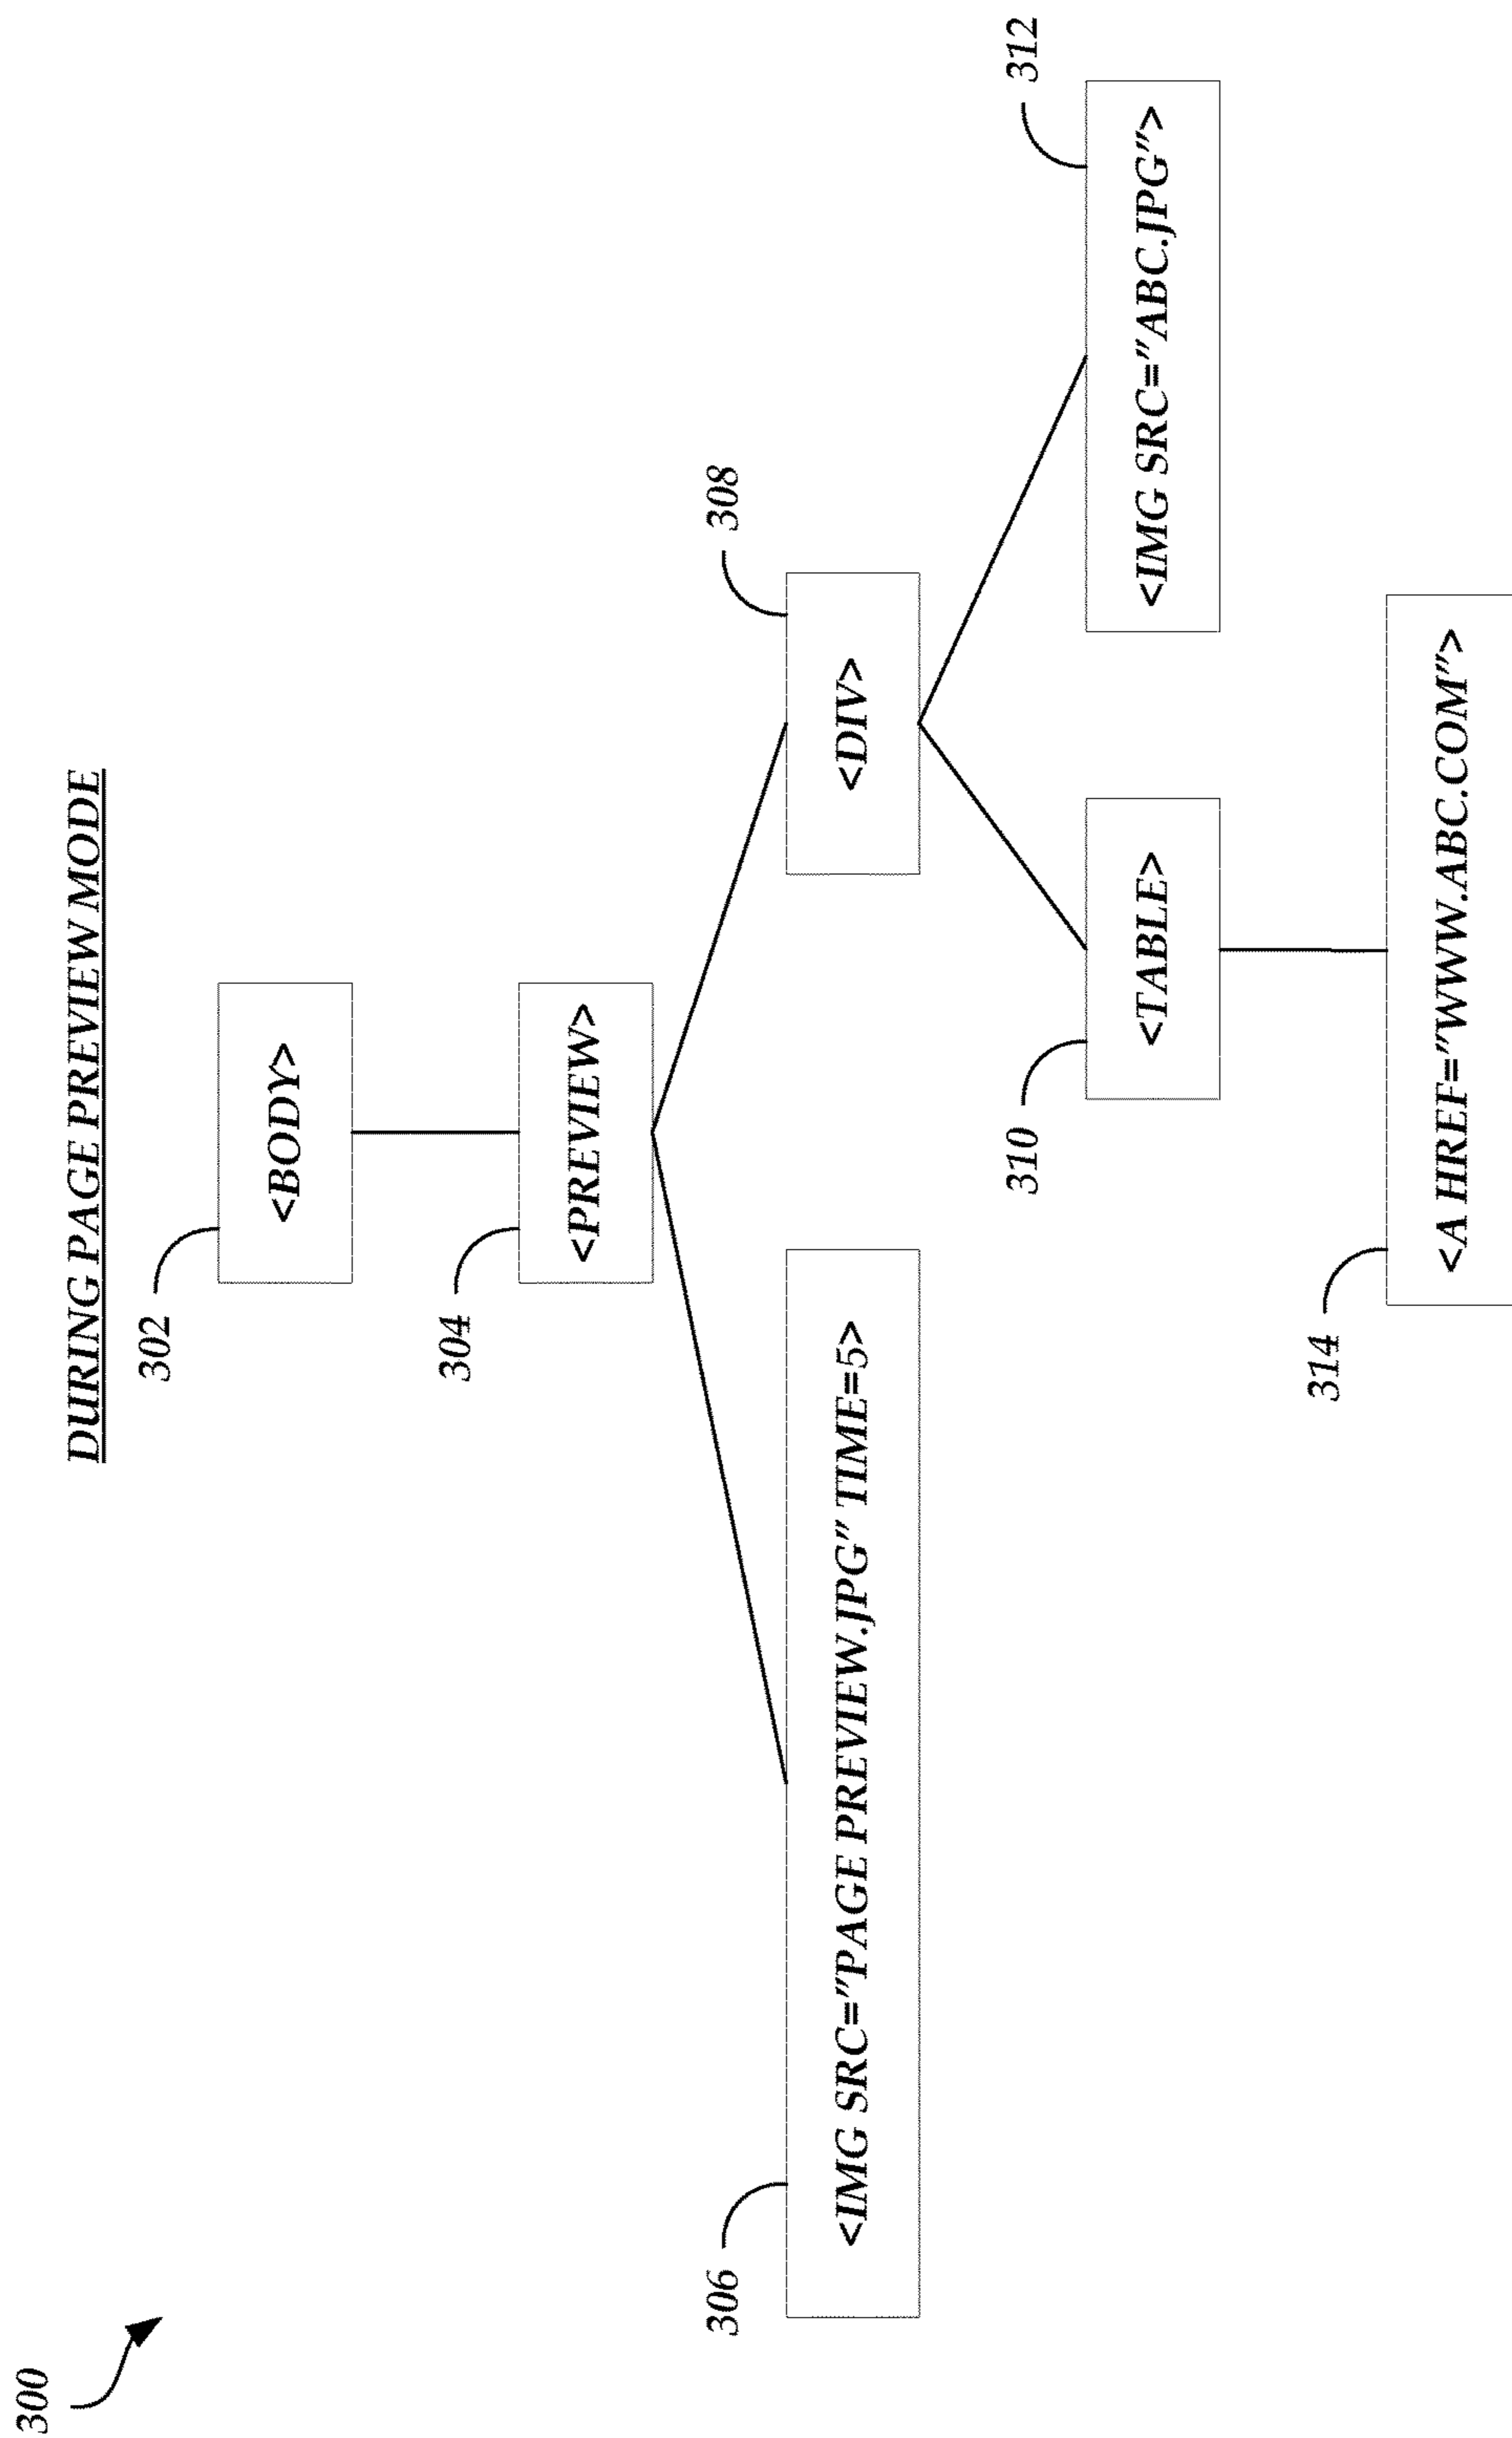 300
DURING PAGE PREVIEW MODE
302
<BODY>
304
<PREVIEW>
306
<IMG SRC="PAGE PREVIEW.JPG" TIME=5>
308
<DIV>
310
<TABLE>
312
<IMG SRC="ABC.JPG">
314
<A HREF="WWW.ABC.COM">